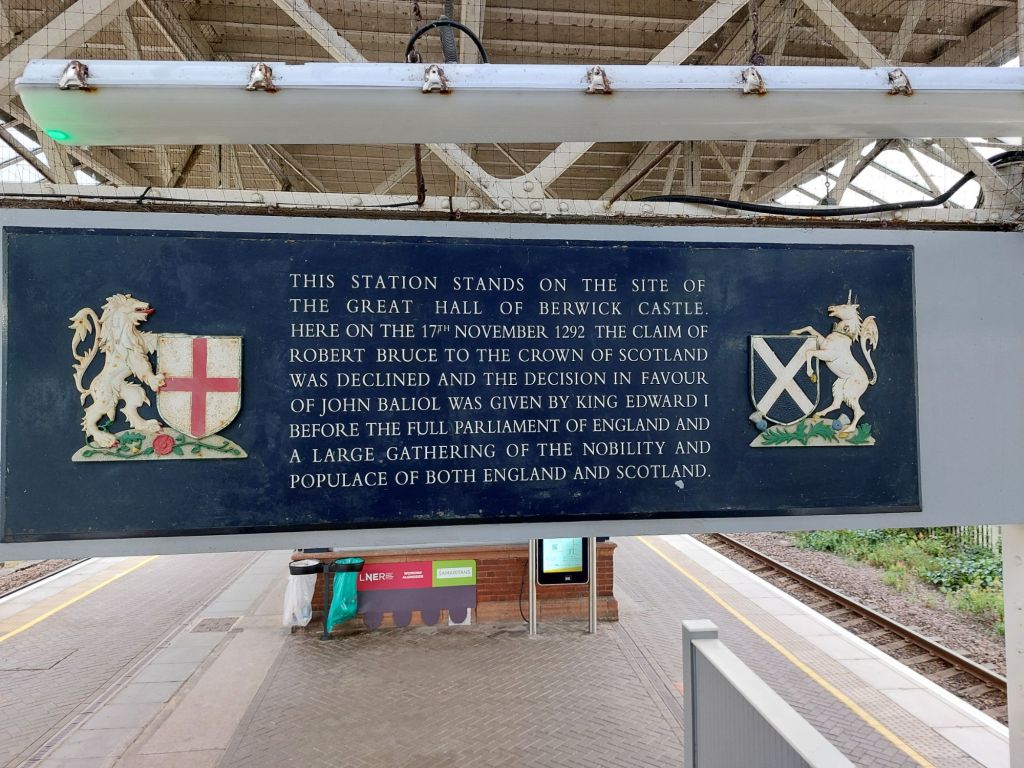 THIS STATION STANDS ON THE SITE OF
THE GREAT HALL OF BERWICK CASTLE.
HERE ON THE 17TH NOVEMBER 1292 THE CLAIM OF
ROBERT BRUCE TO THE CROWN OF SCOTLAND
WAS DECLINED AND THE DECISION IN FAVOUR
OF JOHN BALIOL WAS GIVEN BY KING EDWARD I
BEFORE THE FULL PARLIAMENT OF ENGLAND AND
A LARGE GATHERING OF THE NOBILITY AND
POPULACE OF BOTH ENGLAND AND SCOTLAND.
LNER
WORKING
ALONGSIDE
SAMARITANS